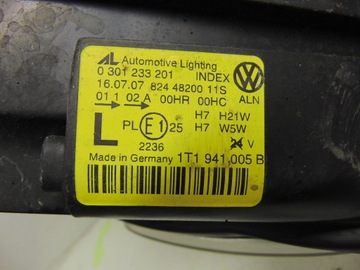 AL Automotive Lighting
0 301 233 201 INDEX
16.07.07 824 48200 11S
01 1 02 A 00HR 00HC ALN
L PL E1 25 H7 H21W
H7 W5W
2236 24 V
Made in Germany 1T1 941 005 B